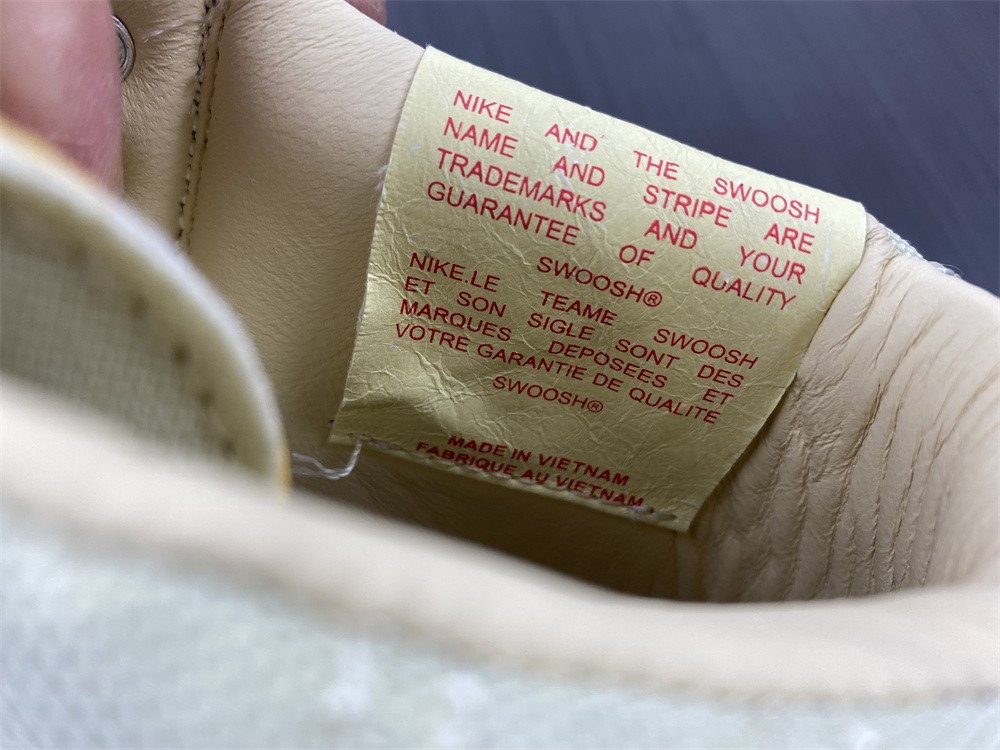 NIKE AND THE SWOOSH
NAME AND STRIPE ARE
TRADEMARKS AND YOUR
GUARANTEE OF QUALITY
SWOOSH®
NIKE.LE TEAME SWOOSH
ET SON SIGLE SONT DES
MARQUES DEPOSEES ET
VOTRE GARANTIE DE QUALITE
SWOOSH®
MADE IN VIETNAM
FABRIQUE AU VIETNAM